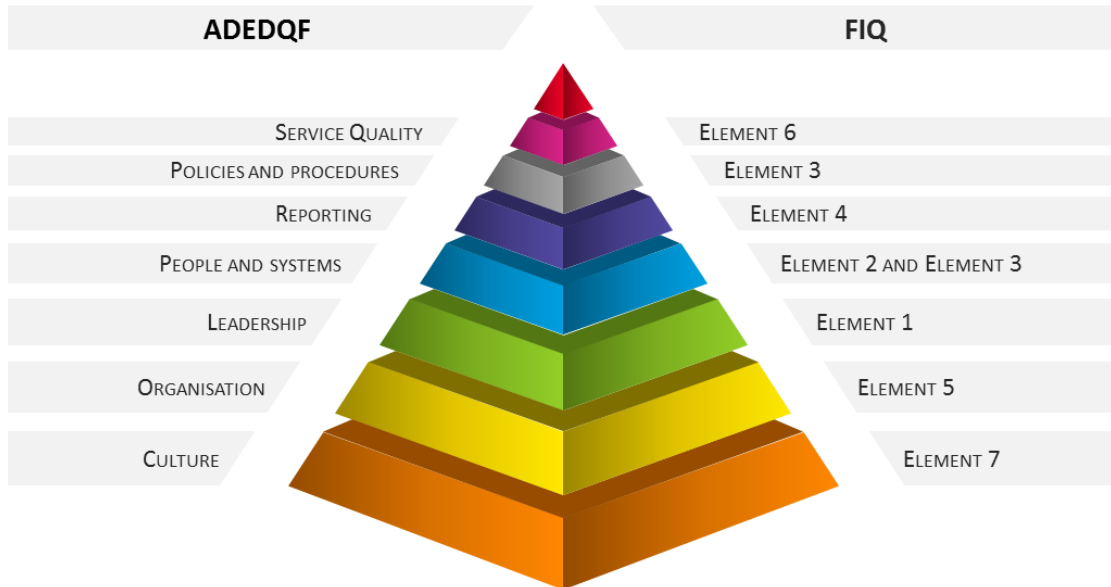 ADEDQF FIQ
Service Quality Element 6
Policies and procedures Element 3
Reporting Element 4
People and systems Element 2 and Element 3
Leadership Element 1
Organisation Element 5
Culture Element 7